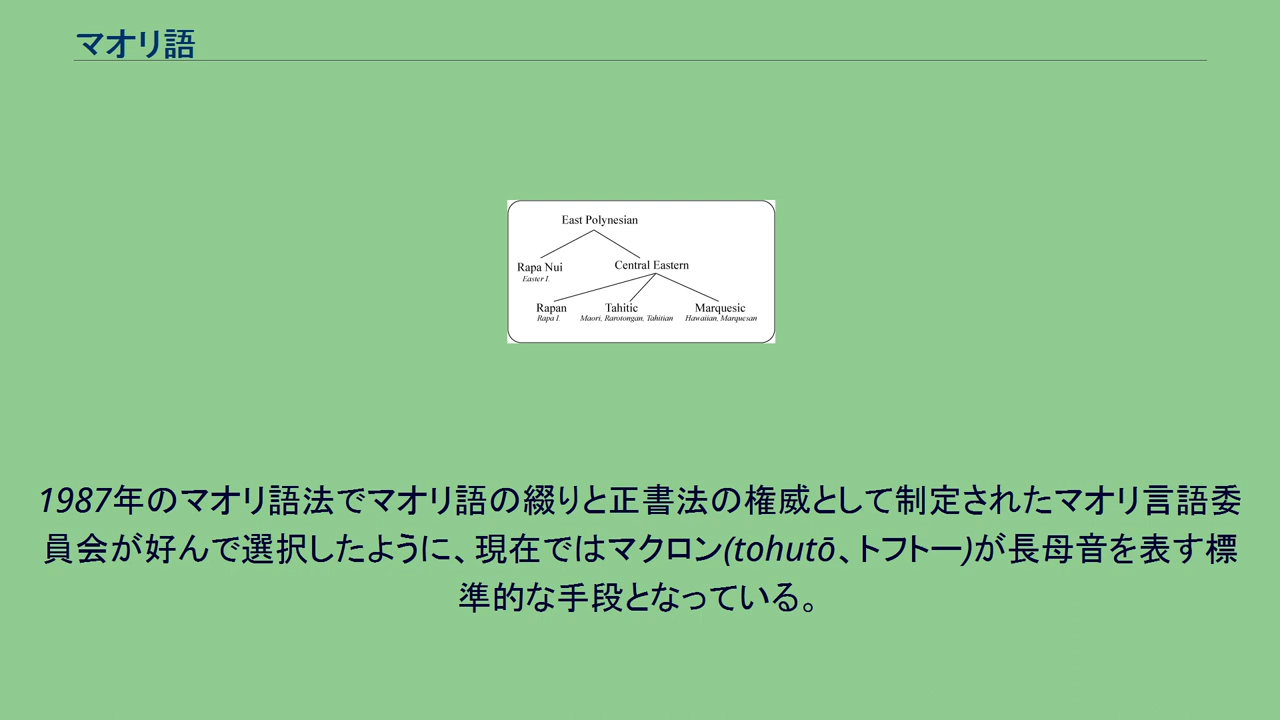 マオリ語
East Polynesian
Rapa Nui
Easter I.
Central Eastern
Rapan
Rapa I.
Tahitic
Maori, Rarotongan, Tahitian
Marquesic
Hawaiian, Marquesan
1987年のマオリ語法でマオリ語の綴りと正書法の権威として制定されたマオリ言語委
員会が好んで選択したように、現在ではマクロン(tohutō、トフトー)が長母音を表す標
準的な手段となっている。